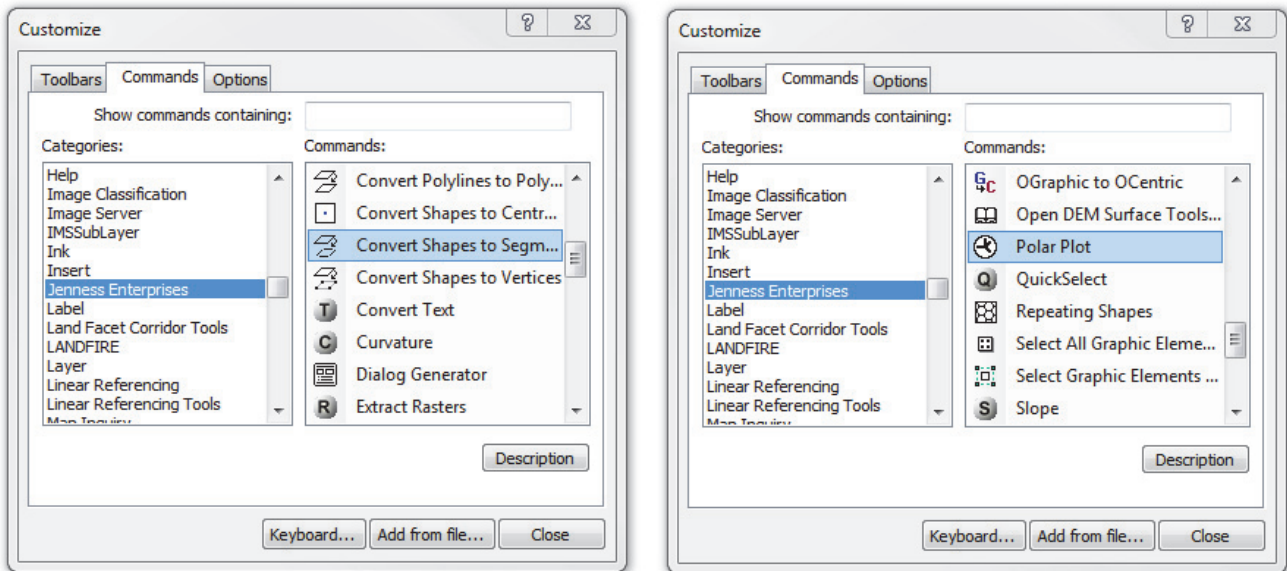 Customize
Toolbars Commands Options
Show commands containing:
Categories:
Help
Image Classification
Image Server
IMSSubLayer
Ink
Insert
Jenness Enterprises
Label
Land Facet Corridor Tools
LANDFIRE
Layer
Linear Referencing
Linear Referencing Tools
Map Inquiry
Commands:
Convert Polylines to Poly...
Convert Shapes to Centr...
Convert Shapes to Segm...
Convert Shapes to Vertices
T Convert Text
C Curvature
Dialog Generator
R Extract Rasters
Description
Keyboard... Add from file... Close
Customize
Toolbars Commands Options
Show commands containing:
Categories:
Help
Image Classification
Image Server
IMSSubLayer
Ink
Insert
Jenness Enterprises
Label
Land Facet Corridor Tools
LANDFIRE
Layer
Linear Referencing
Linear Referencing Tools
Map Inquiry
Commands:
G C OGraphic to OCentric
Open DEM Surface Tools...
Polar Plot
Q QuickSelect
Repeating Shapes
Select All Graphic Eleme...
Select Graphic Elements ...
S Slope
Description
Keyboard... Add from file... Close